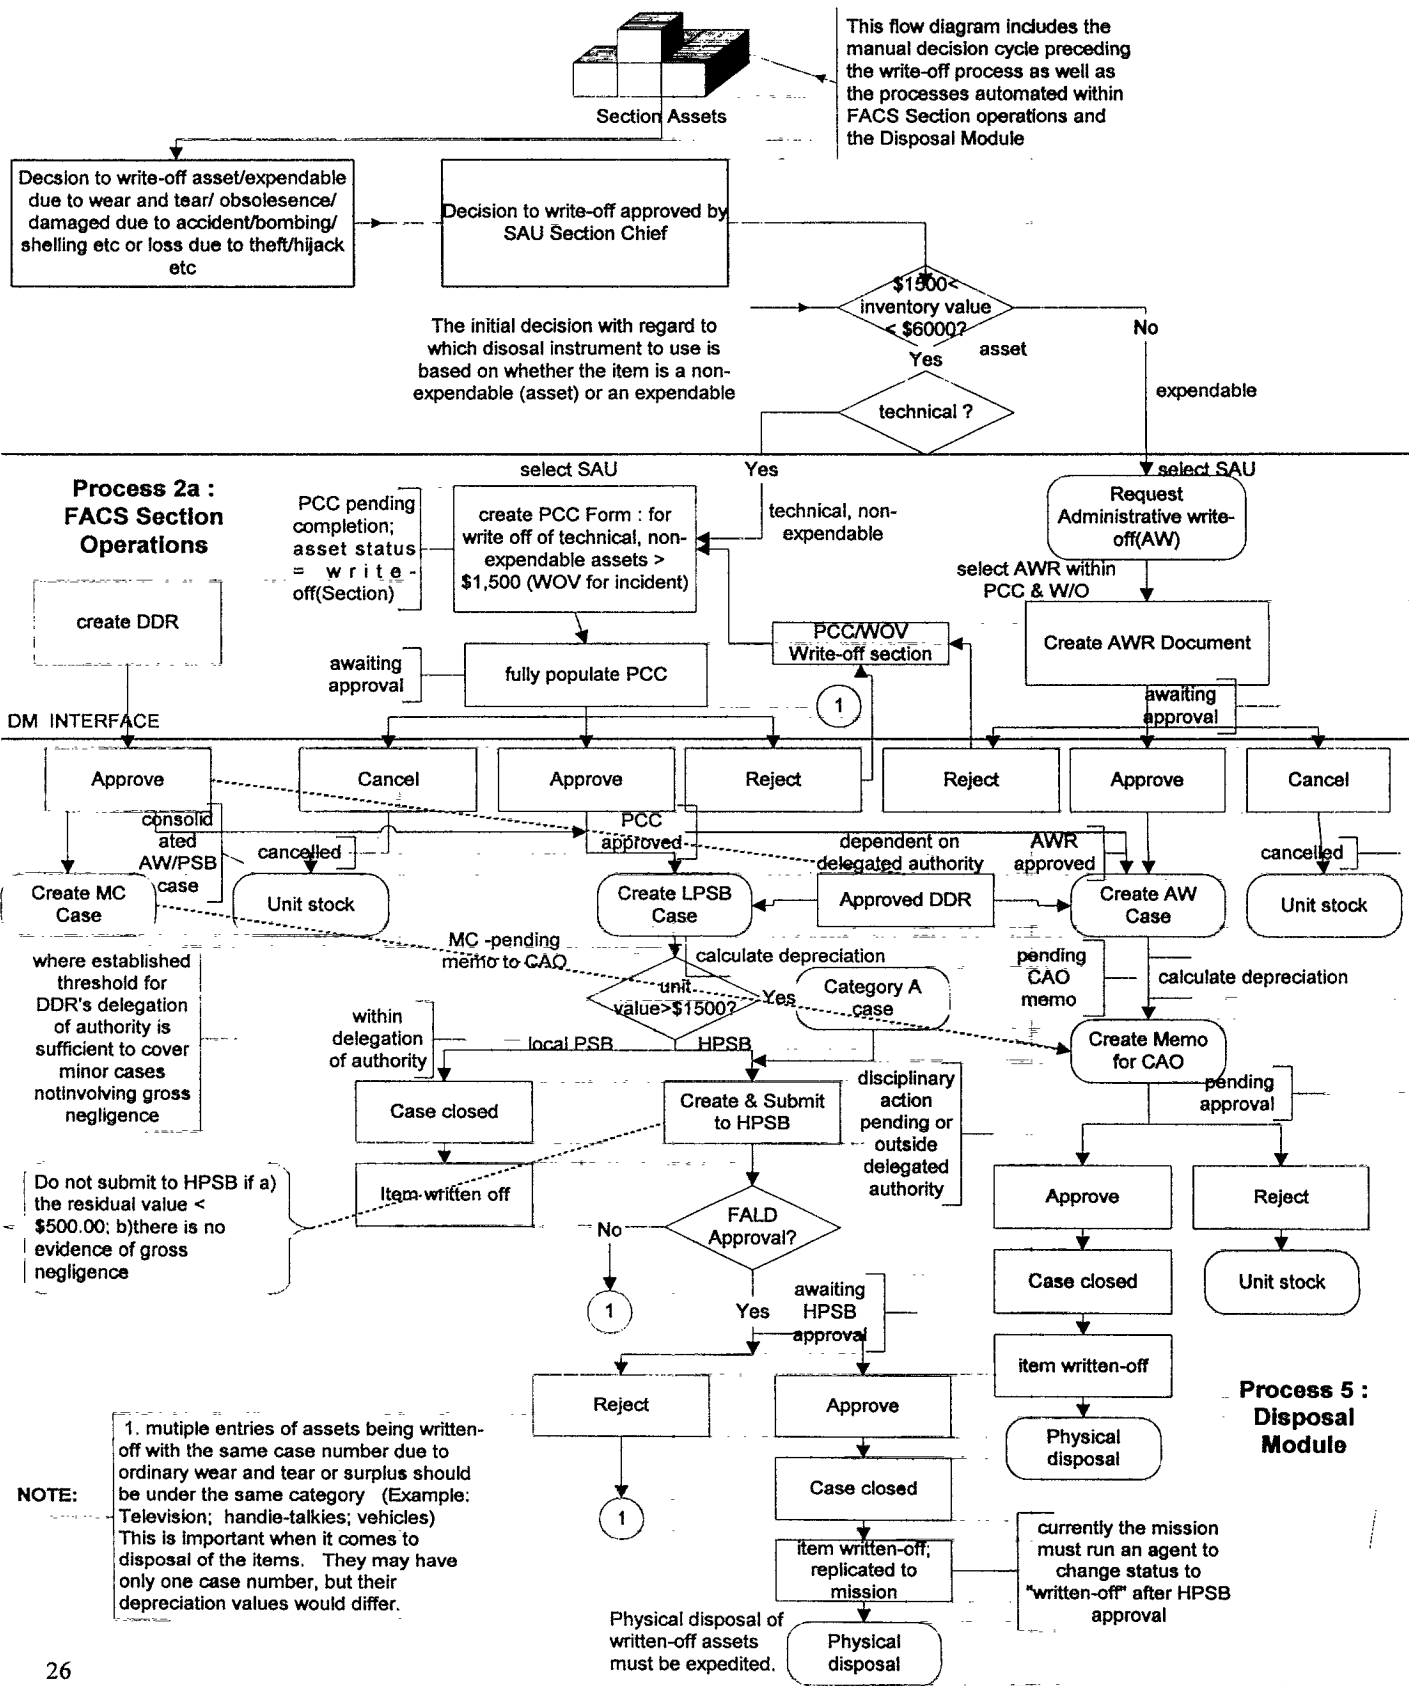 This flow diagram includes the
manual decision cycle preceding
the write-off process as well as
the processes automated within
FACS Section operations and
the Disposal Module
Section Assets
Decsion to write-off asset/expendable
due to wear and tear/ obsolesence/
damaged due to accident/bombing/
shelling etc or loss due to theft/hijack
etc
Decision to write-off approved by
SAU Section Chief
$1500<
inventory value
< $6000?
The initial decision with regard to
which disosal instrument to use is
based on whether the item is a non-
expendable (asset) or an expendable
No
asset
Yes
technical ?
expendable
Process 2a :
FACS Section
Operations
select SAU
Yes
select SAU
PCC pending
completion;
asset status
= write-
off(Section)
create PCC Form : for
write off of technical, non-
expendable assets >
$1,500 (WOV for incident)
technical, non-
expendable
Request
Administrative write-
off(AW)
select AWR within
PCC & W/O
create DDR
PCC/WOV
Write-off section
Create AWR Document
awaiting
approval
fully populate PCC
1
awaiting
approval
DM INTERFACE
Approve
Cancel
Approve
Reject
Reject
Approve
Cancel
consolid
ated
AW/PSB
case
cancelled
PCC
approved
dependent on
delegated authority
AWR
approved
cancelled
Create MC
Case
Unit stock
Create LPSB
Case
Approved DDR
Create AW
Case
Unit stock
where established
threshold for
DDR's delegation
of authority is
sufficient to cover
minor cases
notinvolving gross
negligence
MC -pending
memo to CAO
calculate depreciation
pending
CAO
memo
calculate depreciation
unit
value>$1500?
Yes
Category A
case
within
delegation
of authority
local PSB
HPSB
Create Memo
for CAO
pending
approval
Case closed
Create & Submit
to HPSB
disciplinary
action
pending or
outside
delegated
authority
Do not submit to HPSB if a)
the residual value <
$500.00; b)there is no
evidence of gross
negligence
Item written off
Approve
Reject
No
FALD
Approval?
Case closed
Unit stock
1
Yes
awaiting
HPSB
approval
item written-off
Reject
Approve
Process 5 :
Disposal
Module
Physical
disposal
NOTE:
1. mutiple entries of assets being written-
off with the same case number due to
ordinary wear and tear or surplus should
be under the same category (Example:
Television; handie-talkies; vehicles)
This is important when it comes to
disposal of the items. They may have
only one case number, but their
depreciation values would differ.
1
Case closed
item written-off;
replicated to
mission
currently the mission
must run an agent to
change status to
"written-off" after HPSB
approval
Physical disposal of
written-off assets
must be expedited.
Physical
disposal
26